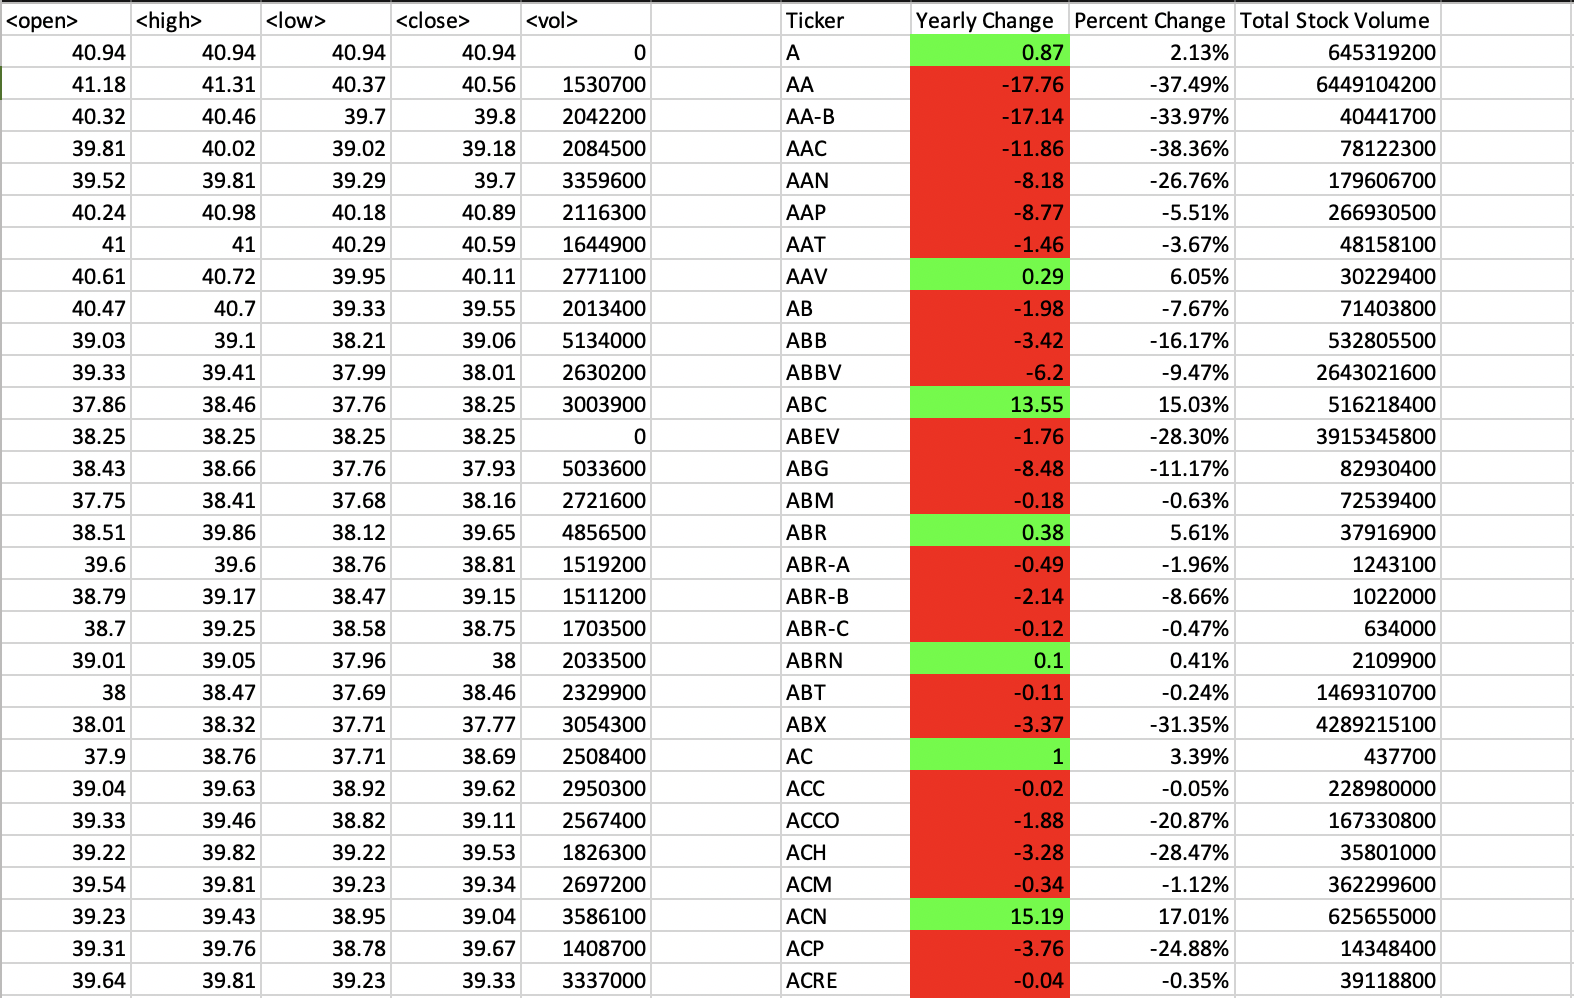 <open> <high> <low> <close> <vol> Ticker Yearly Change Percent Change Total Stock Volume
40.94 40.94 40.94 40.94 0 A 0.87 2.13% 645319200
41.18 41.31 40.37 40.56 1530700 AA -17.76 -37.49% 6449104200
40.32 40.46 39.7 39.8 2042200 AA-B -17.14 -33.97% 40441700
39.81 40.02 39.02 39.18 2084500 AAC -11.86 -38.36% 78122300
39.52 39.81 39.29 39.7 3359600 AAN -8.18 -26.76% 179606700
40.24 40.98 40.18 40.89 2116300 AAP -8.77 -5.51% 266930500
41 41 40.29 40.59 1644900 AAT -1.46 -3.67% 48158100
40.61 40.72 39.95 40.11 2771100 AAV 0.29 6.05% 30229400
40.47 40.7 39.33 39.55 2013400 AB -1.98 -7.67% 71403800
39.03 39.1 38.21 39.06 5134000 ABB -3.42 -16.17% 532805500
39.33 39.41 37.99 38.01 2630200 ABBV -6.2 -9.47% 2643021600
37.86 38.46 37.76 38.25 3003900 ABC 13.55 15.03% 516218400
38.25 38.25 38.25 38.25 0 ABEV -1.76 -28.30% 3915345800
38.43 38.66 37.76 37.93 5033600 ABG -8.48 -11.17% 82930400
37.75 38.41 37.68 38.16 2721600 ABM -0.18 -0.63% 72539400
38.51 39.86 38.12 39.65 4856500 ABR 0.38 5.61% 37916900
39.6 39.6 38.76 38.81 1519200 ABR-A -0.49 -1.96% 1243100
38.79 39.17 38.47 39.15 1511200 ABR-B -2.14 -8.66% 1022000
38.7 39.25 38.58 38.75 1703500 ABR-C -0.12 -0.47% 634000
39.01 39.05 37.96 38 2033500 ABRN 0.1 0.41% 2109900
38 38.47 37.69 38.46 2329900 ABT -0.11 -0.24% 1469310700
38.01 38.32 37.71 37.77 3054300 ABX -3.37 -31.35% 4289215100
37.9 38.76 37.71 38.69 2508400 AC 1 3.39% 437700
39.04 39.63 38.92 39.62 2950300 ACC -0.02 -0.05% 228980000
39.33 39.46 38.82 39.11 2567400 ACCO -1.88 -20.87% 167330800
39.22 39.82 39.22 39.53 1826300 ACH -3.28 -28.47% 35801000
39.54 39.81 39.23 39.34 2697200 ACM -0.34 -1.12% 362299600
39.23 39.43 38.95 39.04 3586100 ACN 15.19 17.01% 625655000
39.31 39.76 38.78 39.67 1408700 ACP -3.76 -24.88% 14348400
39.64 39.81 39.23 39.33 3337000 ACRE -0.04 -0.35% 39118800